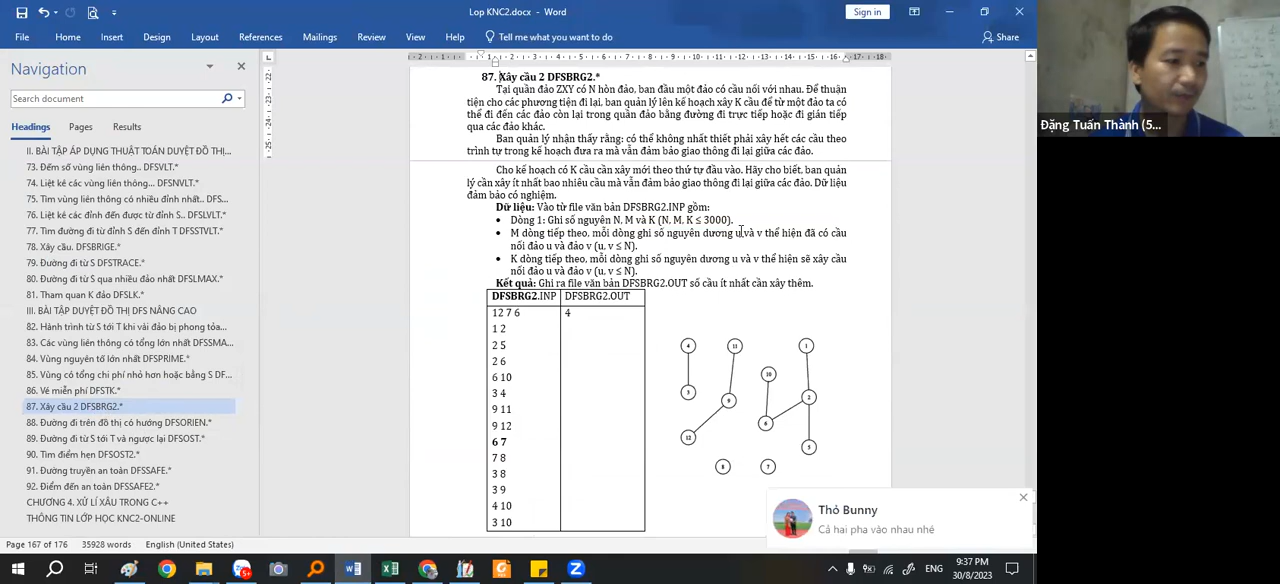 Lop KNC2.docx - Word
Sign in
File Home Insert Design Layout References Mailings Review View Help Tell me what you want to do
Share
Navigation
Search document
Headings Pages Results
II. BÀI TẬP ÁP DỤNG THUẬT TOÁN DUYỆT ĐỒ THỊ...
73. Đếm số vùng liên thông.. DFSVLT.*
74. Liệt kê các vùng liên thông.. DFSNVLT.*
75. Tìm vùng liên thông có nhiều đỉnh nhất.. DFS...
76. Liệt kê các đỉnh đến được từ đỉnh S.. DFSLVLT.*
77. Tìm đường đi từ đỉnh S đến đỉnh T DFSSTVLT.*
78. Xây cầu. DFSBRIGE.*
79. Đường đi từ S DFSTRACE.*
80. Đường đi từ S qua nhiều đảo nhất DFSLMAX.*
81. Tham quan K đảo DFSLK.*
III. BÀI TẬP DUYỆT ĐỒ THỊ DFS NÂNG CAO
82. Hành trình từ S tới T khi vài đảo bị phong tỏa...
83. Các vùng liên thông có tổng lớn nhất DFSSMA...
84. Vùng nguyên tố lớn nhất DFSPRIME.*
85. Vùng có tổng chi phí nhỏ hơn hoặc bằng S DF...
86. Vé miễn phí DFSTK.*
87. Xây cầu 2 DFSBRG2.*
88. Đường đi trên đồ thị có hướng DFSORIEN.*
89. Đường đi từ S tới T và ngược lại DFSOST.*
90. Tìm điểm hẹn DFSOST2.*
91. Đường truyền an toàn DFSSAFE.*
92. Điểm đến an toàn DFSSAFE2.*
CHƯƠNG 4. XỬ LÍ XÂU TRONG C++
THÔNG TIN LỚP HỌC KNC2-ONLINE
87. Xây cầu 2 DFSBRG2.*
Tại quần đảo ZXY có N hòn đảo, ban đầu một đảo có cầu nối với nhau. Để thuận
tiện cho các phương tiện đi lại, ban quản lý lên kế hoạch xây K cầu để từ một đảo ta có
thể đi đến các đảo còn lại trong quần đảo bằng đường đi trực tiếp hoặc đi gián tiếp
qua các đảo khác.
Ban quản lý nhận thấy rằng: có thể không nhất thiết phải xây hết các cầu theo
trình tự trong kế hoạch đưa ra mà vẫn đảm bảo giao thông đi lại giữa các đảo.
Cho kế hoạch có K cầu cần xây mới theo thứ tự đầu vào. Hãy cho biết, ban quản
lý cần xây ít nhất bao nhiêu cầu mà vẫn đảm bảo giao thông đi lại giữa các đảo. Dữ liệu
đảm bảo có nghiệm.
Dữ liệu: Vào từ file văn bản DFSBRG2.INP gồm:
• Dòng 1: Ghi số nguyên N, M và K (N, M, K ≤ 3000).
• M dòng tiếp theo, mỗi dòng ghi số nguyên dương u và v thể hiện đã có cầu
nối đảo u và đảo v (u, v ≤ N).
• K dòng tiếp theo, mỗi dòng ghi số nguyên dương u và v thể hiện sẽ xây cầu
nối đảo u và đảo v (u, v ≤ N).
Kết quả: Ghi ra file văn bản DFSBRG2.OUT số cầu ít nhất cần xây thêm.
DFSBRG2.INP DFSBRG2.OUT
12 7 6 4
1 2
2 5
2 6
6 10
3 4
9 11
9 12
6 7
7 8
3 8
3 9
4 10
3 10
4 11 1
10
3 9 2
6
12
5
8 7
Đặng Tuấn Thành (5...
Thỏ Bunny
Cả hai pha vào nhau nhé
Page 167 of 176 35928 words English (United States)
ENG
9:37 PM
30/8/2023